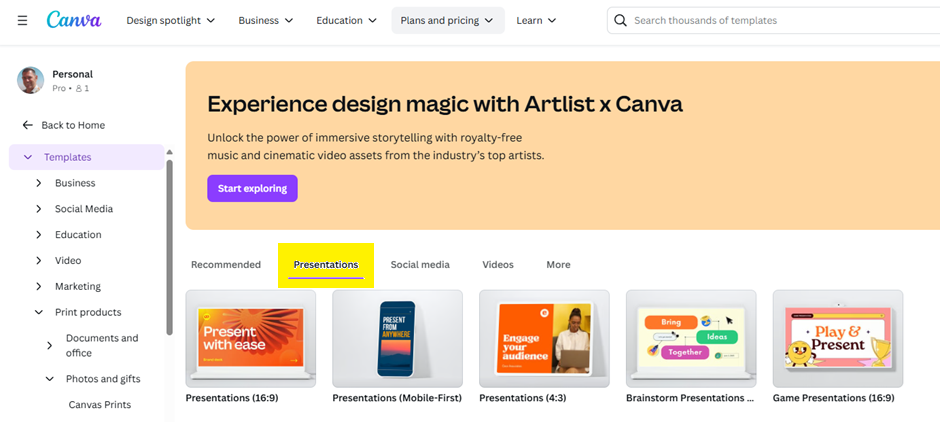 Canva
Design spotlight
Business
Education
Plans and pricing
Learn
Search thousands of templates
Personal
Pro • 1
Back to Home
Templates
Business
Social Media
Education
Video
Marketing
Print products
Documents and
office
Photos and gifts
Canvas Prints
Experience design magic with Artlist x Canva
Unlock the power of immersive storytelling with royalty-free
music and cinematic video assets from the industry's top artists.
Start exploring
Recommended
Presentations
Social media
Videos
More
Present
with ease
PRESENT
FROM
ANYWHERE
Engage
your
audience
Bring
Ideas
Together
Play &
Present
Presentations (16:9)
Presentations (Mobile-First)
Presentations (4:3)
Brainstorm Presentations ...
Game Presentations (16:9)